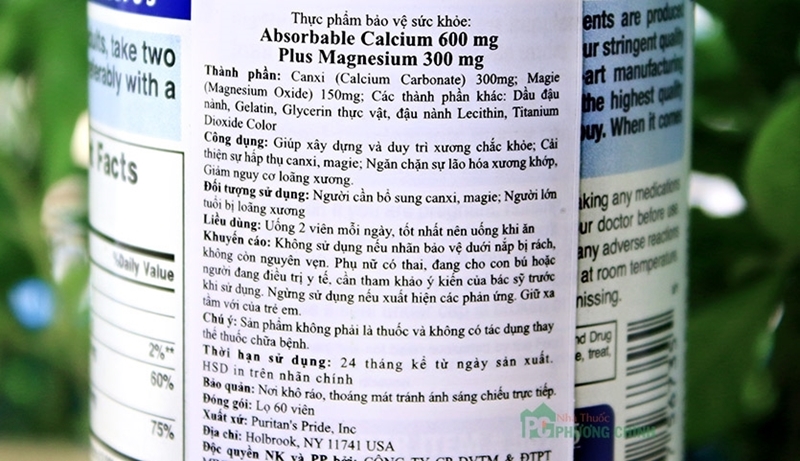 Thực phẩm bảo vệ sức khỏe:
Absorbable Calcium 600 mg
Plus Magnesium 300 mg
Thành phần: Canxi (Calcium Carbonate) 300mg; Magie
(Magnesium Oxide) 150mg; Các thành phần khác: Dầu đậu
nành, Gelatin, Glycerin thực vật, đậu nành Lecithin, Titanium
Dioxide Color
Công dụng: Giúp xây dựng và duy trì xương chắc khỏe; Cải
thiện sự hấp thụ canxi, magie; Ngăn chặn sự lão hóa xương khớp,
Giảm nguy cơ loãng xương.
Đối tượng sử dụng: Người cần bổ sung canxi, magie; Người lớn
tuổi bị loãng xương
Liều dùng: Uống 2 viên mỗi ngày, tốt nhất nên uống khi ăn
Khuyến cáo: Không sử dụng nếu nhãn bảo vệ dưới nắp bị rách,
không còn nguyên vẹn. Phụ nữ có thai, đang cho con bú hoặc
người đang điều trị y tế, cần tham khảo ý kiến của bác sỹ trước
khi sử dụng. Ngừng sử dụng nếu xuất hiện các phản ứng. Giữ xa
tầm với của trẻ em.
Chú ý: Sản phẩm không phải là thuốc và không có tác dụng thay
thế thuốc chữa bệnh.
Thời hạn sử dụng: 24 tháng kể từ ngày sản xuất.
HSD in trên nhãn chính
Bảo quản: Nơi khô ráo, thoáng mát tránh ánh sáng chiếu trực tiếp.
Đóng gói: Lọ 60 viên
Xuất xứ: Puritan's Pride, Inc
Địa chỉ: Holbrook, NY 11741 USA
Độc quyền NK và PP bởi: CÔNG TY CP DVTM & ĐTPT
take two
with a
Facts
%Daily Value
2%**
60%
75%
are produced
ur stringent quality
manufacturing
the highest quality
When it comes
any medications
doctor before use
any adverse reactions
at room temperature
missing.
Drug
treat,
Nhà Thuốc
PHƯƠNG CHÍNH